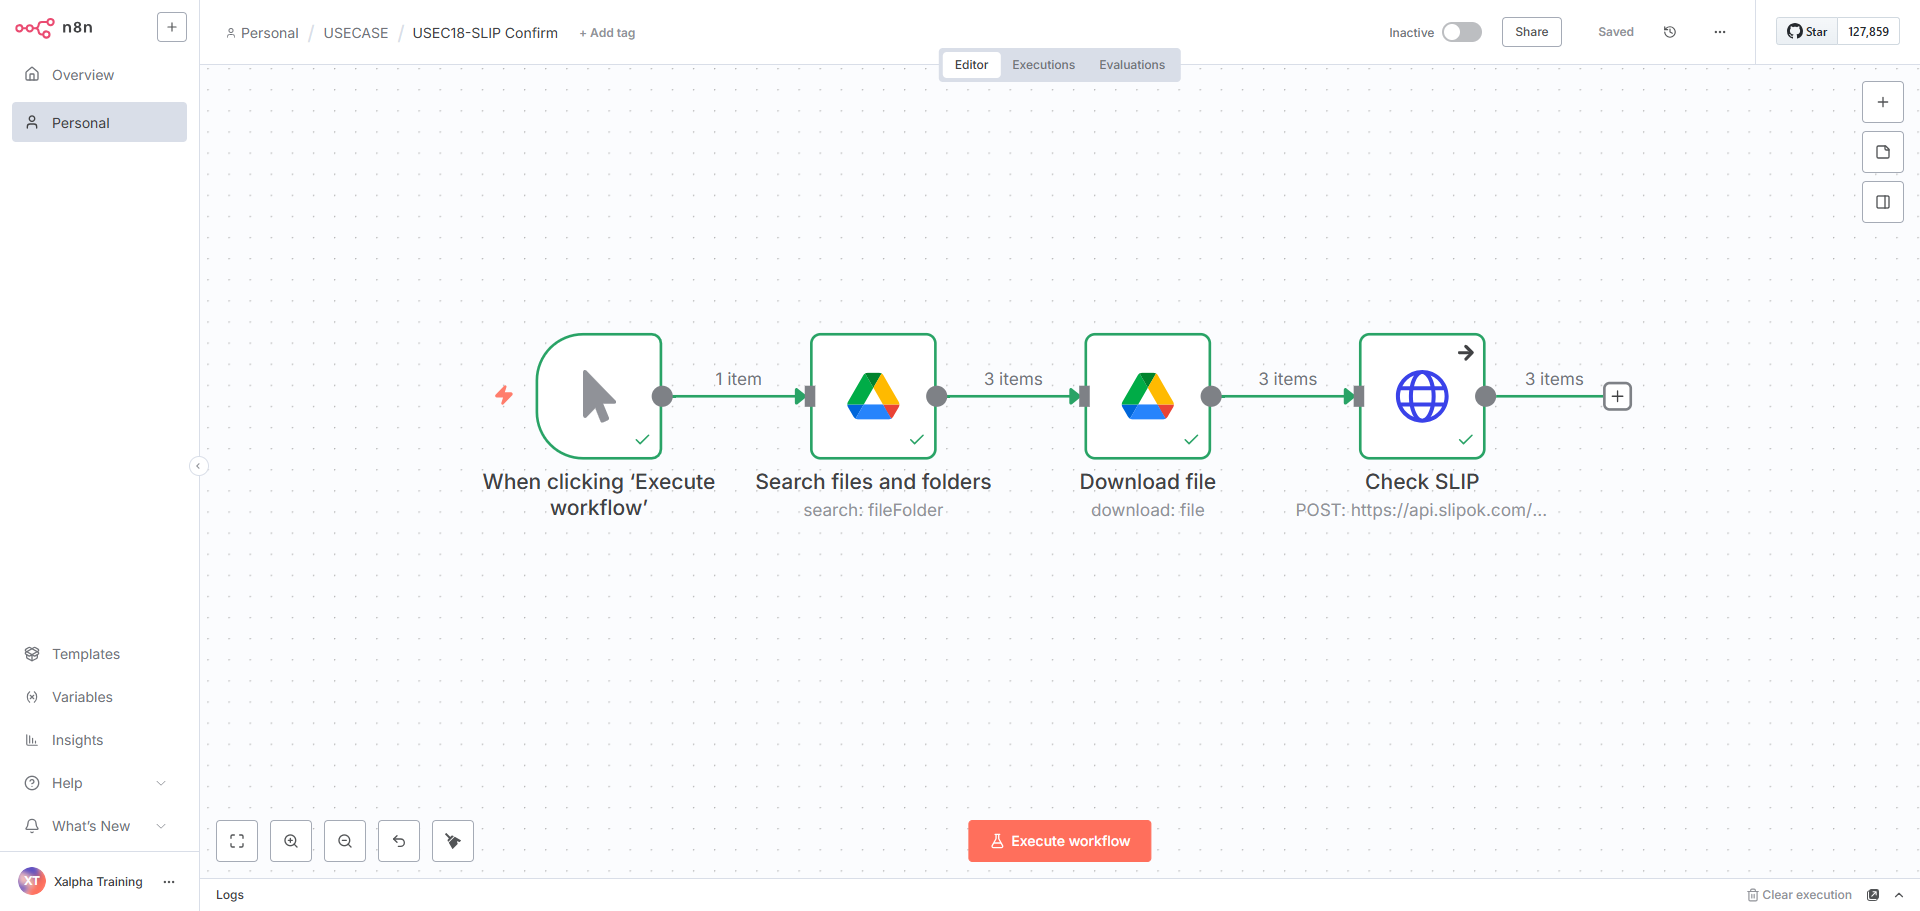 n8n
Personal / USECASE / USEC18-SLIP Confirm + Add tag
Inactive
Share
Saved
Star 127,859
Editor Executions Evaluations
Overview
Personal
1 item
3 items
3 items
3 items
When clicking ‘Execute
workflow’
Search files and folders
search: fileFolder
Download file
download: file
Check SLIP
POST: https://api.slipok.com/...
Templates
Variables
Insights
Help
What’s New
XT Xalpha Training
Execute workflow
Logs
Clear execution